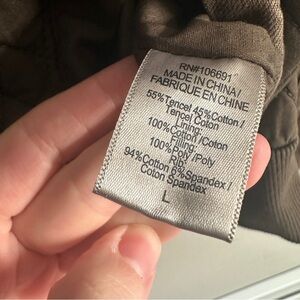 RN#106691
MADE IN CHINA/
FABRIQUE EN CHINE
55%Tencel 45%Cotton /
Tencel Coton
Lining:
100%Cotton /Coton
Lining:
100%Poly /Poly
Rib:
94%Cotton 6%Spandex /
Coton Spandex
L